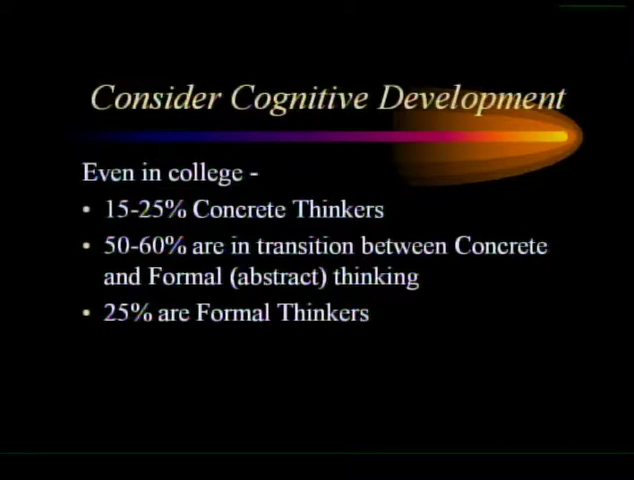 Consider Cognitive Development
Even in college -
• 15-25% Concrete Thinkers
• 50-60% are in transition between Concrete
and Formal (abstract) thinking
• 25% are Formal Thinkers